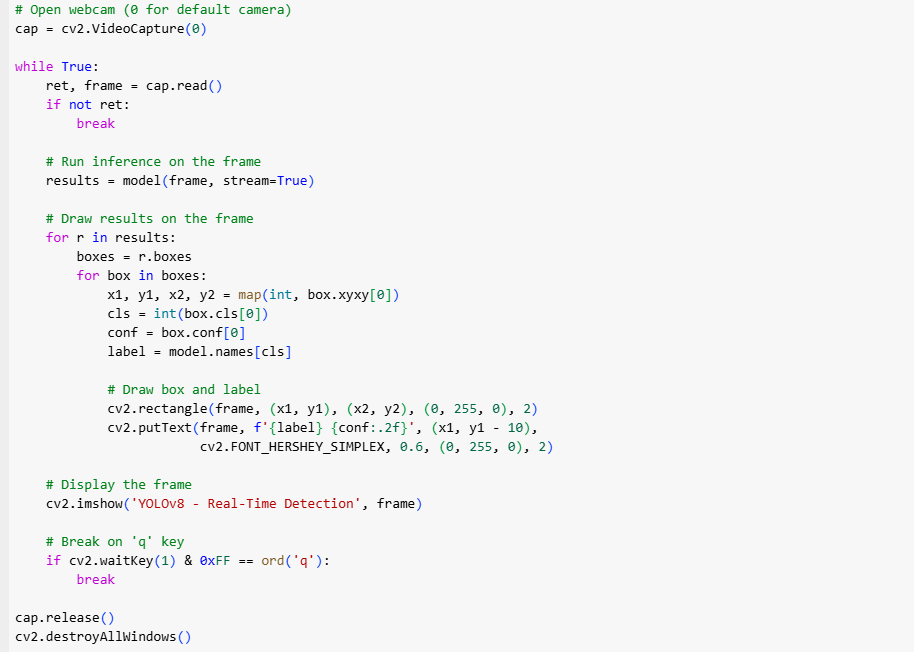 # Open webcam (0 for default camera)
cap = cv2.VideoCapture(0)

while True:
    ret, frame = cap.read()
    if not ret:
        break

    # Run inference on the frame
    results = model(frame, stream=True)

    # Draw results on the frame
    for r in results:
        boxes = r.boxes
        for box in boxes:
            x1, y1, x2, y2 = map(int, box.xyxy[0])
            cls = int(box.cls[0])
            conf = box.conf[0]
            label = model.names[cls]

            # Draw box and label
            cv2.rectangle(frame, (x1, y1), (x2, y2), (0, 255, 0), 2)
            cv2.putText(frame, f'{label} {conf:.2f}', (x1, y1 - 10),
                        cv2.FONT_HERSHEY_SIMPLEX, 0.6, (0, 255, 0), 2)

    # Display the frame
    cv2.imshow('YOLOv8 - Real-Time Detection', frame)

    # Break on 'q' key
    if cv2.waitKey(1) & 0xFF == ord('q'):
        break

cap.release()
cv2.destroyAllWindows()